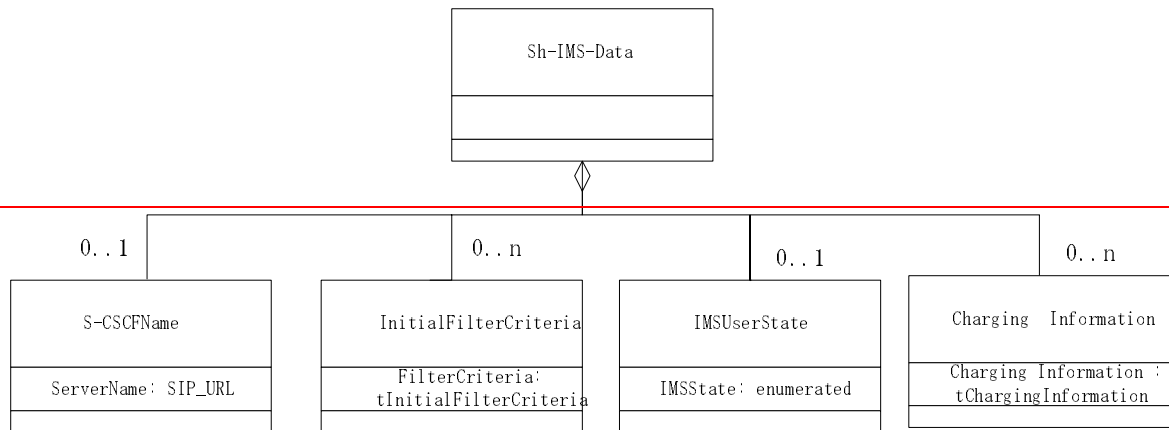 Sh-IMS-Data
0..1
0..n
0..1
0..n
S-CSCFName
InitialFilterCriteria
IMSUserState
Charging Information
ServerName: SIP_URL
FilterCriteria:
tInitialFilterCriteria
IMSState: enumerated
Charging Information :
tChargingInformation